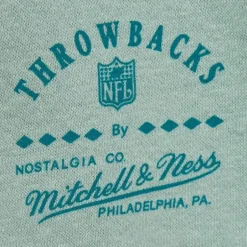 THROWBACKS
NFL
By
NOSTALGIA CO.
Mitchell & Ness
PHILADELPHIA, PA.